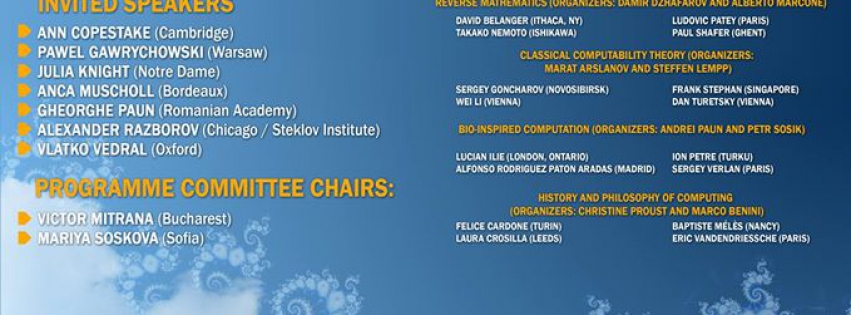 INVITED SPEAKERS
ANN COPESTAKE (Cambridge)
PAWEL GAWRYCHOWSKI (Warsaw)
JULIA KNIGHT (Notre Dame)
ANCA MUSCHOLL (Bordeaux)
GHEORGHE PAUN (Romanian Academy)
ALEXANDER RAZBOROV (Chicago / Steklov Institute)
VLATKO VEDRAL (Oxford)
PROGRAMME COMMITTEE CHAIRS:
VICTOR MITRANA (Bucharest)
MARIYA SOSKOVA (Sofia)
REVERSE MATHEMATICS (ORGANIZERS: DAMIR DZHAFAROV AND ALBERTO MARCONE)
DAVID BELANGER (ITHACA, NY) LUDOVIC PATEY (PARIS)
TAKAKO NEMOTO (ISHIKAWA) PAUL SHAFER (GHENT)
CLASSICAL COMPUTABILITY THEORY (ORGANIZERS:
MARAT ARSLANOV AND STEFFEN LEMPP)
SERGEY GONCHAROV (NOVOSIBIRSK) FRANK STEPHAN (SINGAPORE)
WEI LI (VIENNA) DAN TURETSKY (VIENNA)
BIO-INSPIRED COMPUTATION (ORGANIZERS: ANDREI PAUN AND PETR SOSIK)
LUCIAN ILIE (LONDON, ONTARIO) ION PETRE (TURKU)
ALFONSO RODRIGUEZ PATON ARADAS (MADRID) SERGEY VERLAN (PARIS)
HISTORY AND PHILOSOPHY OF COMPUTING
(ORGANIZERS: CHRISTINE PROUST AND MARCO BENINI)
FELICE CARDONE (TURIN) BAPTISTE MÉLÈS (NANCY)
LAURA CROSILLA (LEEDS) ERIC VANDENDRIESSCHE (PARIS)